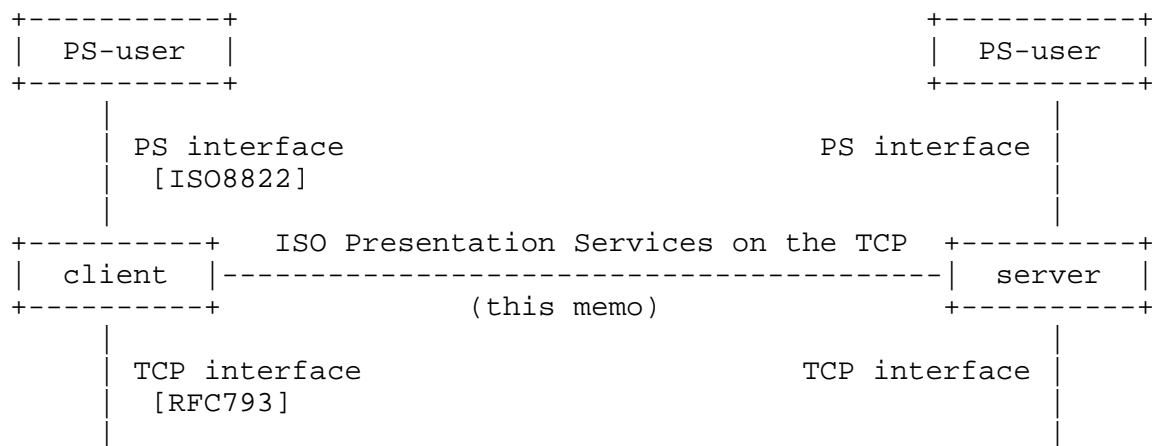 +-----------+                                       +-----------+
|  PS-user  |                                       |  PS-user  |
+-----------+                                       +-----------+
     |                                                     |
     | PS interface                           PS interface |
     |  [ISO8822]                                          |
     |                                                     |
+----------+   ISO Presentation Services on the TCP  +----------+
|  client  |-----------------------------------------|  server  |
+----------+              (this memo)                +----------+
     |                                                     |
     | TCP interface                         TCP interface |
     |  [RFC793]                                           |
     |                                                     |